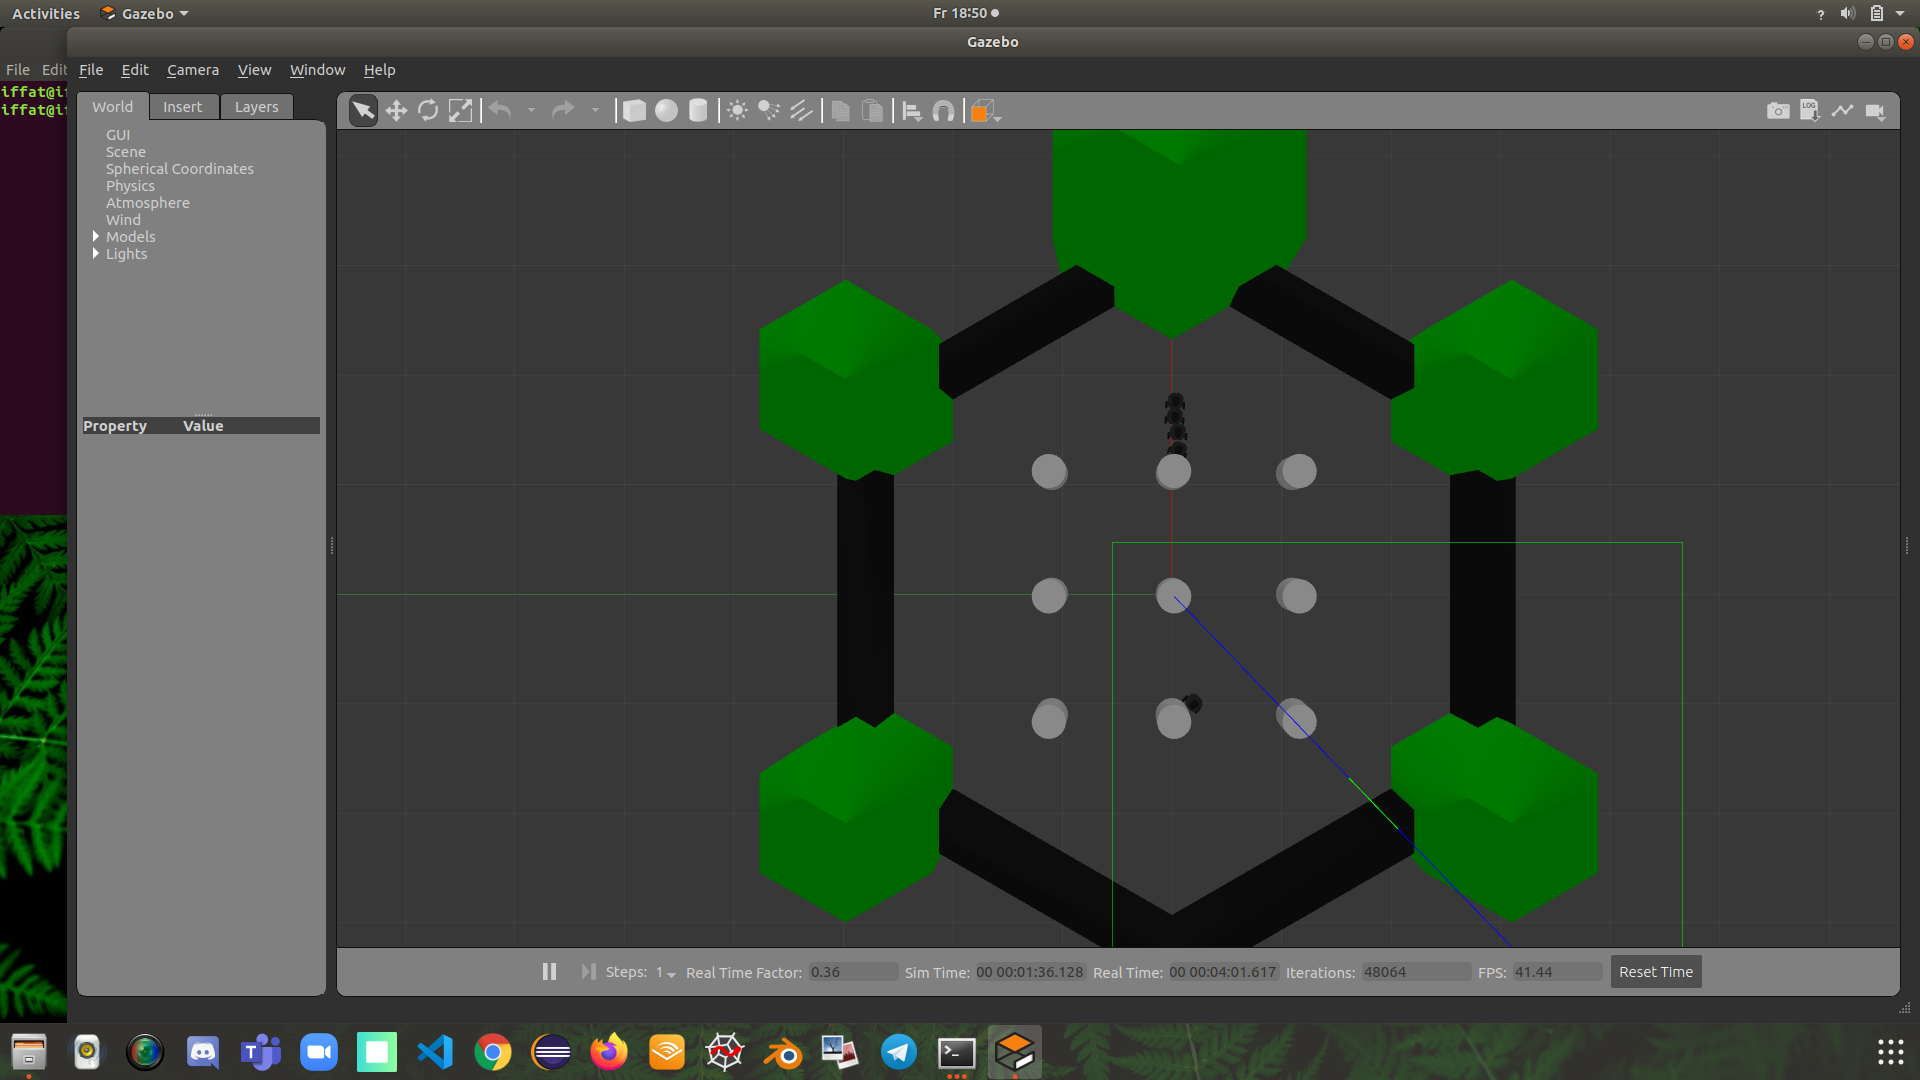 Activities Gazebo Fr 18:50
Gazebo
File Edit File Edit Camera View Window Help
iffat@i
iffat@i
World Insert Layers
GUI
Scene
Spherical Coordinates
Physics
Atmosphere
Wind
Models
Lights
Property Value
Steps: 1 Real Time Factor: 0.36 Sim Time: 00 00:01:36.128 Real Time: 00 00:04:01.617 Iterations: 48064 FPS: 41.44 Reset Time